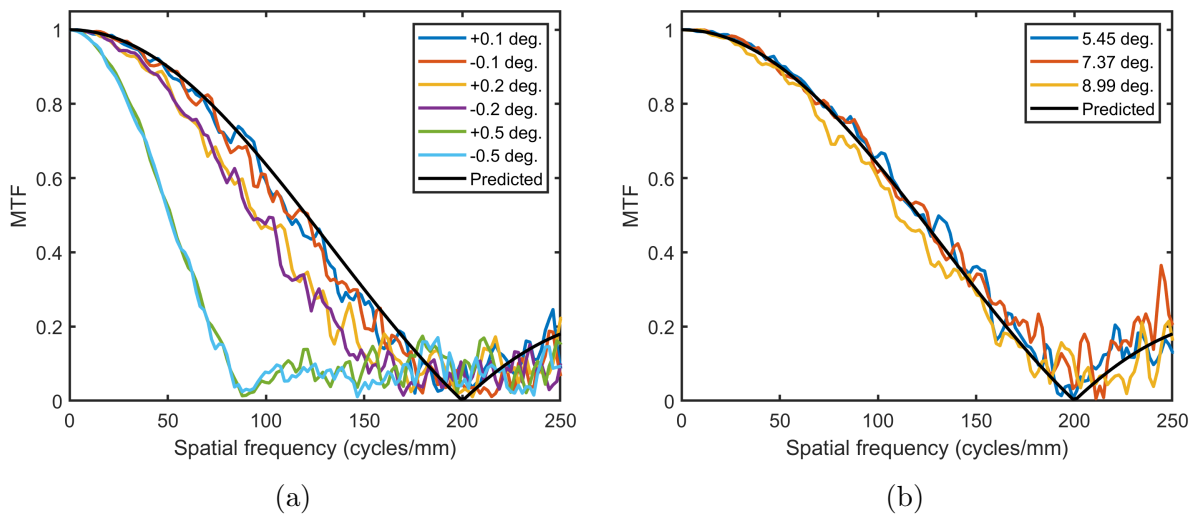 +0.1 deg.
-0.1 deg.
+0.2 deg.
-0.2 deg.
+0.5 deg.
-0.5 deg.
Predicted
1
0.8
0.6
0.4
0.2
0
MTF
0 50 100 150 200 250
Spatial frequency (cycles/mm)
(a)
5.45 deg.
7.37 deg.
8.99 deg.
Predicted
1
0.8
0.6
0.4
0.2
0
MTF
0 50 100 150 200 250
Spatial frequency (cycles/mm)
(b)